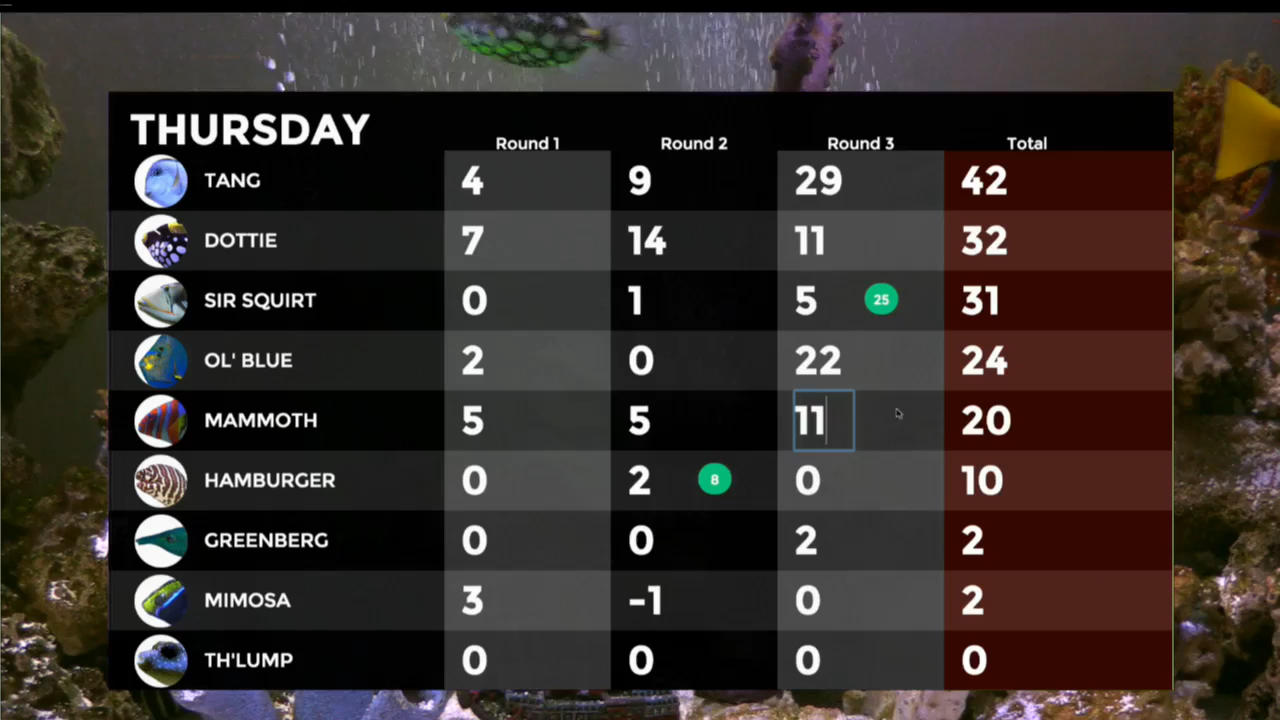 THURSDAY Round 1 Round 2 Round 3 Total
TANG 4 9 29 42
DOTTIE 7 14 11 32
SIR SQUIRT 0 1 5 25 31
OL' BLUE 2 0 22 24
MAMMOTH 5 5 11 20
HAMBURGER 0 2 8 0 10
GREENBERG 0 0 2 2
MIMOSA 3 -1 0 2
TH'LUMP 0 0 0 0